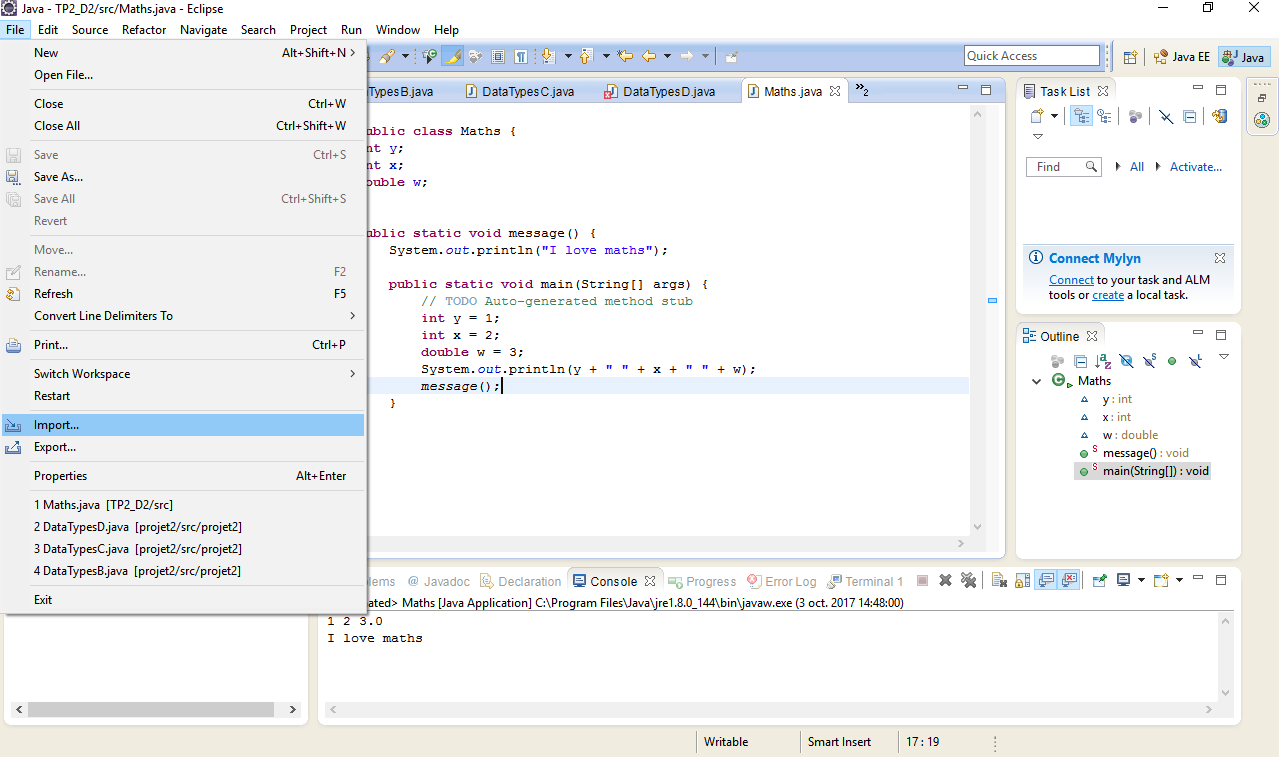 Java - TP2_D2/src/Maths.java - Eclipse
File Edit Source Refactor Navigate Search Project Run Window Help
New Alt+Shift+N >
Open File...
Close Ctrl+W
Close All Ctrl+Shift+W
Save Ctrl+S
Save As...
Save All Ctrl+Shift+S
Revert
Move...
Rename... F2
Refresh F5
Convert Line Delimiters To >
Print... Ctrl+P
Switch Workspace >
Restart
Import...
Export...
Properties Alt+Enter
1 Maths.java [TP2_D2/src]
2 DataTypesD.java [projet2/src/projet2]
3 DataTypesC.java [projet2/src/projet2]
4 DataTypesB.java [projet2/src/projet2]
Exit
Quick Access
Java EE
Java
TypesB.java DataTypesC.java DataTypesD.java Maths.java »2
ublic class Maths {
nt y;
nt x;
ouble w;
ublic static void message() {
System.out.println("I love maths");
public static void main(String[] args) {
// TODO Auto-generated method stub
int y = 1;
int x = 2;
double w = 3;
System.out.println(y + " " + x + " " + w);
message();
}
Task List
Find All Activate...
Connect Mylyn
Connect to your task and ALM
tools or create a local task.
Outline
Maths
y : int
x : int
w : double
message() : void
main(String[]) : void
lems @ Javadoc Declaration Console Progress Error Log Terminal 1
ated> Maths [Java Application] C:\Program Files\Java\jre1.8.0_144\bin\javaw.exe (3 oct. 2017 14:48:00)
1 2 3.0
I love maths
Writable Smart Insert 17 : 19